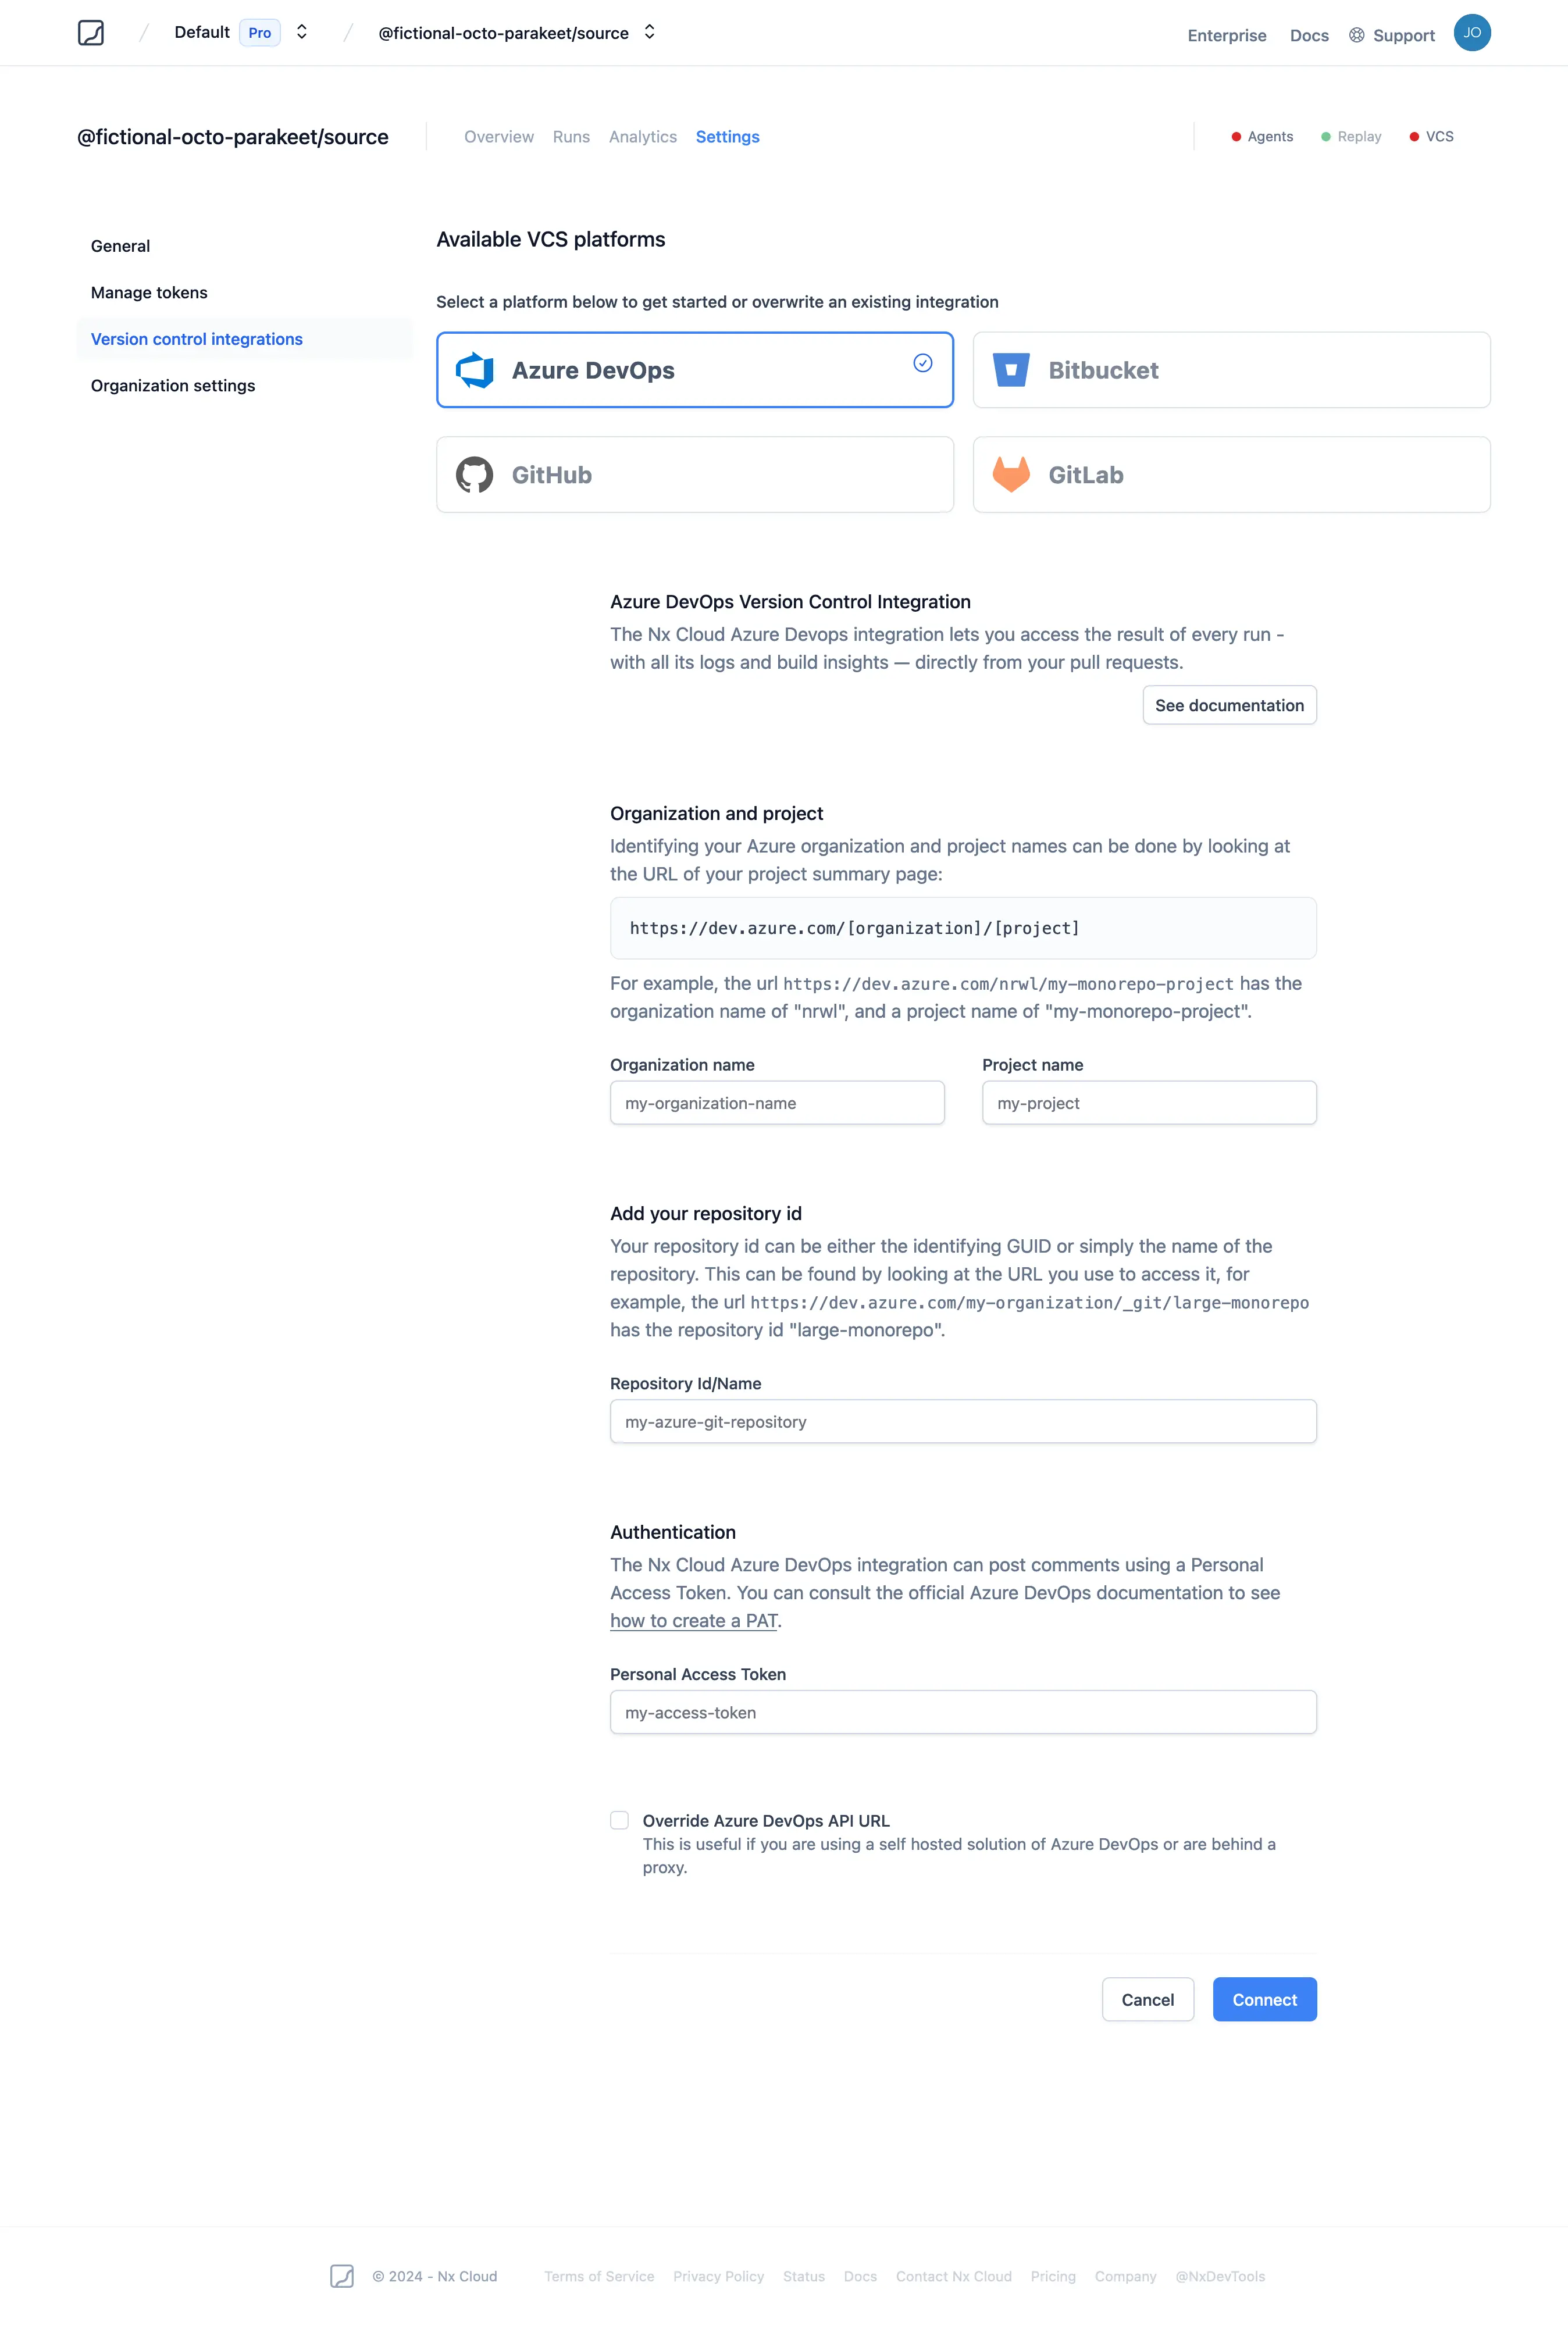 Default Pro @fictional-octo-parakeet/source Enterprise Docs Support JO
@fictional-octo-parakeet/source Overview Runs Analytics Settings Agents Replay VCS
General
Manage tokens
Version control integrations
Organization settings
Available VCS platforms
Select a platform below to get started or overwrite an existing integration
Azure DevOps
Bitbucket
GitHub
GitLab
Azure DevOps Version Control Integration
The Nx Cloud Azure Devops integration lets you access the result of every run -
with all its logs and build insights — directly from your pull requests.
See documentation
Organization and project
Identifying your Azure organization and project names can be done by looking at
the URL of your project summary page:
https://dev.azure.com/[organization]/[project]
For example, the url https://dev.azure.com/nrwl/my-monorepo-project has the
organization name of "nrwl", and a project name of "my-monorepo-project".
Organization name
my-organization-name
Project name
my-project
Add your repository id
Your repository id can be either the identifying GUID or simply the name of the
repository. This can be found by looking at the URL you use to access it, for
example, the url https://dev.azure.com/my-organization/_git/large-monorepo
has the repository id "large-monorepo".
Repository Id/Name
my-azure-git-repository
Authentication
The Nx Cloud Azure DevOps integration can post comments using a Personal
Access Token. You can consult the official Azure DevOps documentation to see
how to create a PAT.
Personal Access Token
my-access-token
Override Azure DevOps API URL
This is useful if you are using a self hosted solution of Azure DevOps or are behind a
proxy.
Cancel Connect
© 2024 - Nx Cloud Terms of Service Privacy Policy Status Docs Contact Nx Cloud Pricing Company @NxDevTools